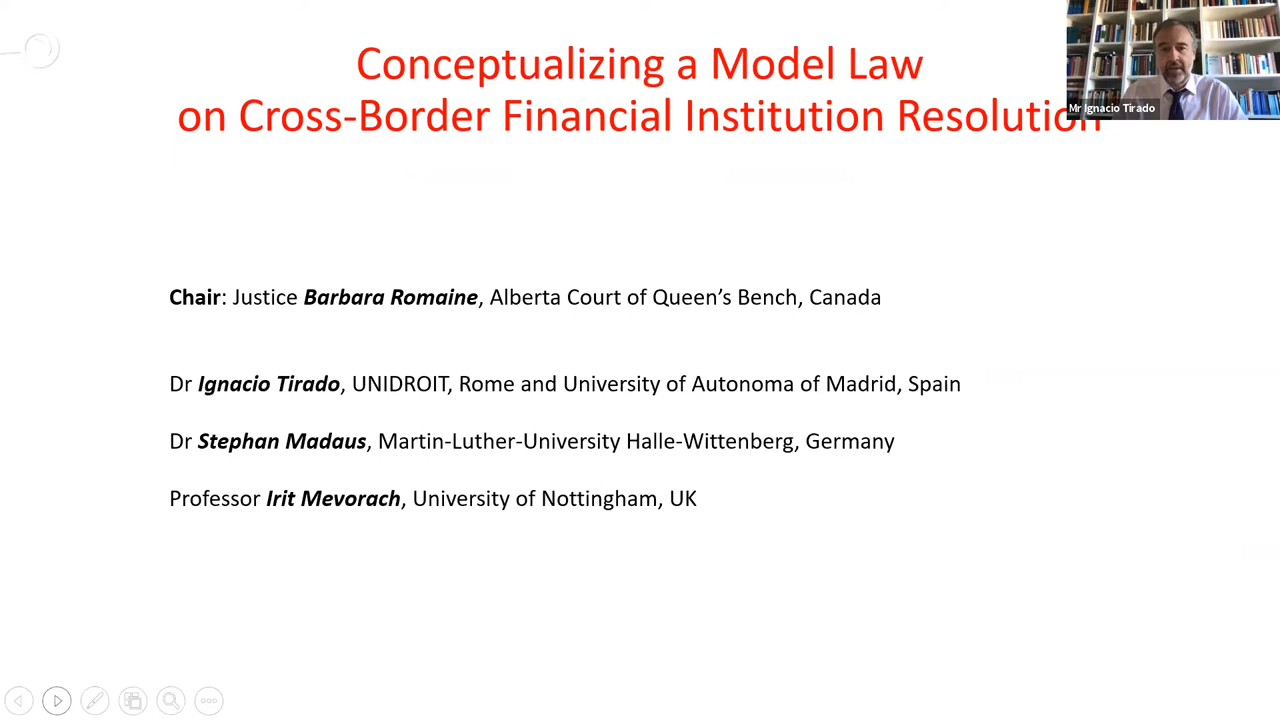 Conceptualizing a Model Law
on Cross-Border Financial Institution Resolution
Mr Ignacio Tirado
Chair: Justice Barbara Romaine, Alberta Court of Queen’s Bench, Canada
Dr Ignacio Tirado, UNIDROIT, Rome and University of Autonoma of Madrid, Spain
Dr Stephan Madaus, Martin-Luther-University Halle-Wittenberg, Germany
Professor Irit Mevorach, University of Nottingham, UK